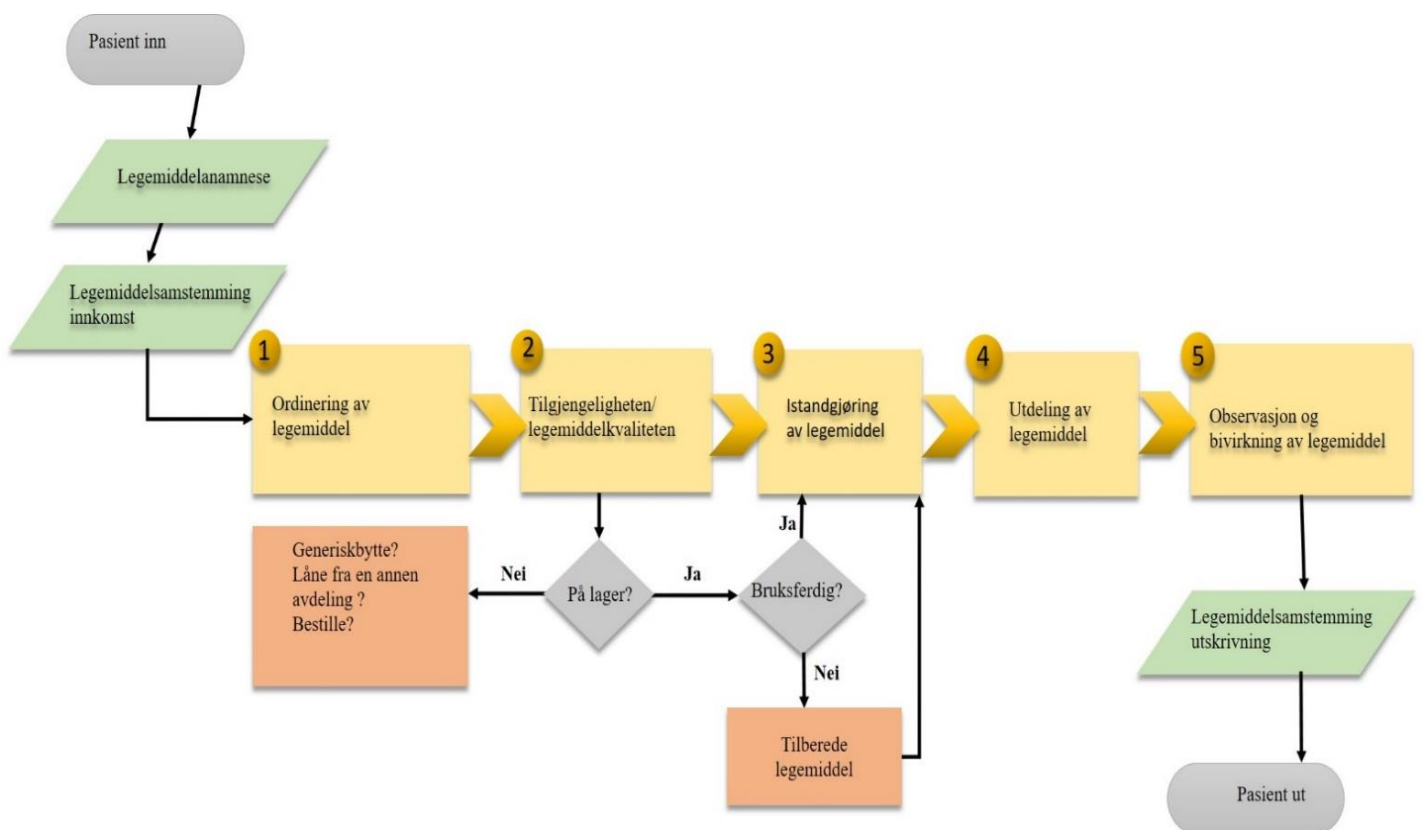 Pasient inn
Legemiddelanamnese
Legemiddelsamstemming
innkomst
1
Ordinering av
legemiddel
2
Tilgjengeligheten/
legemiddelkvaliteten
3
Istandgjøring
av legemiddel
4
Utdeling av
legemiddel
5
Observasjon og
bivirkning av legemiddel
Generiskbytte?
Låne fra en annen
avdeling ?
Bestille?
Nei
På lager?
Ja
Bruksferdig?
Ja
Nei
Tilberede
legemiddel
Legemiddelsamstemming
utskrivning
Pasient ut